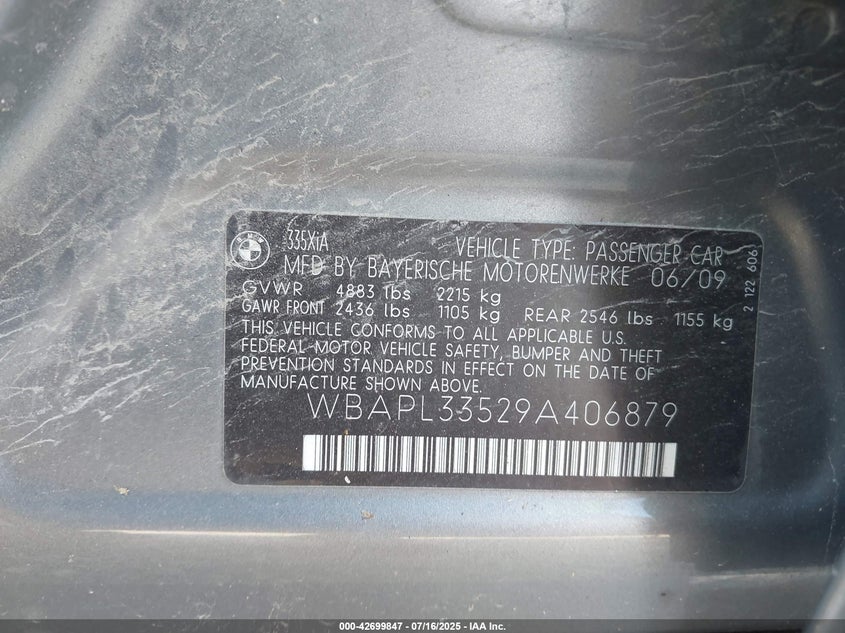 BMW
335XiA VEHICLE TYPE: PASSENGER CAR
MFD BY BAYERISCHE MOTORENWERKE 06/09
GVWR 4883 lbs 2215 kg
GAWR FRONT 2436 lbs 1105 kg REAR 2546 lbs 1155 kg
THIS VEHICLE CONFORMS TO ALL APPLICABLE U.S.
FEDERAL MOTOR VEHICLE SAFETY, BUMPER AND THEFT
PREVENTION STANDARDS IN EFFECT ON THE DATE OF
MANUFACTURE SHOWN ABOVE.
WBAPL33529A406879
2 122 6061
000-42699847 - 07/16/2025 - IAA Inc.